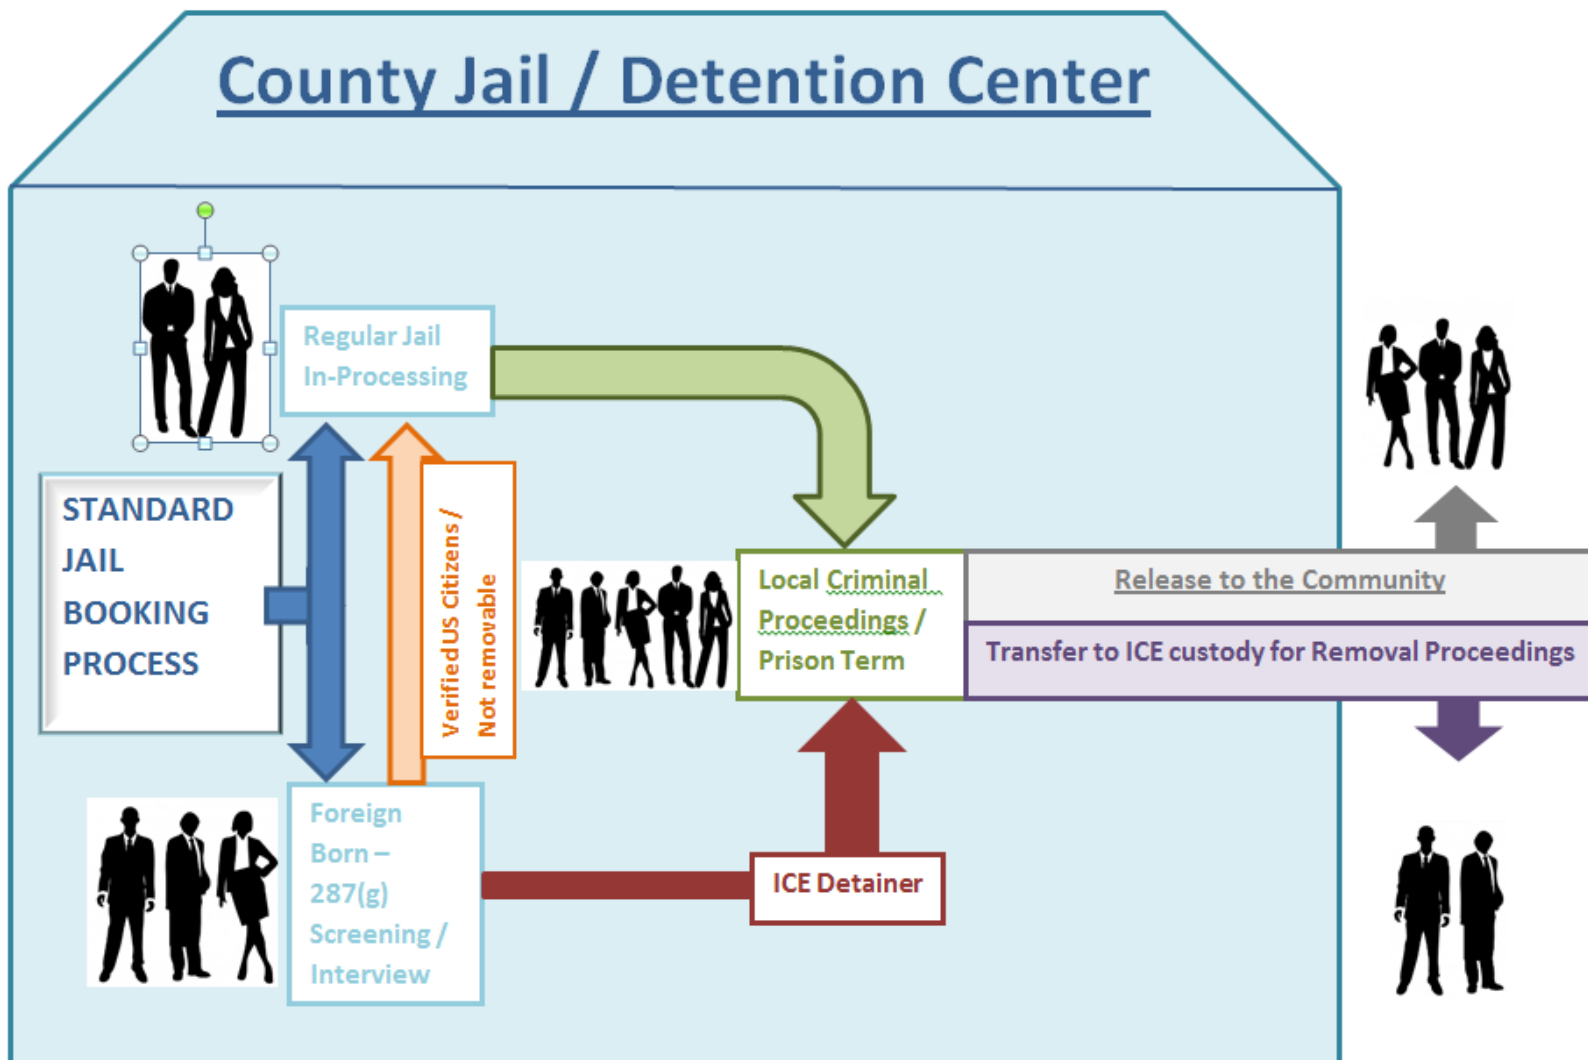 County Jail / Detention Center
Regular Jail
In-Processing
STANDARD
JAIL
BOOKING
PROCESS
Verified US Citizens /
Not removable
Local Criminal
Proceedings /
Prison Term
Release to the Community
Transfer to ICE custody for Removal Proceedings
Foreign
Born –
287(g)
Screening /
Interview
ICE Detainer